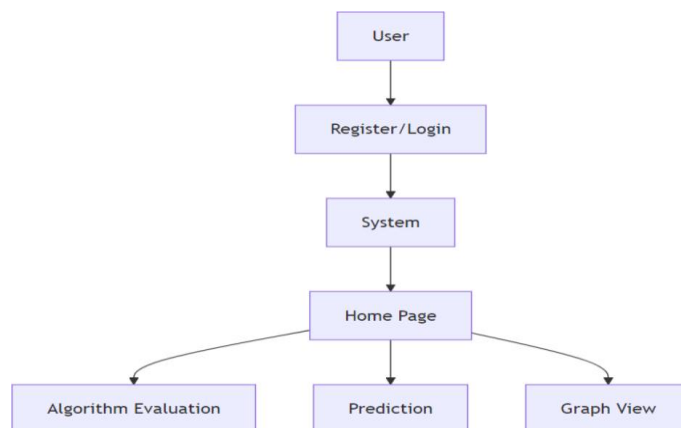 User
Register/Login
System
Home Page
Algorithm Evaluation
Prediction
Graph View